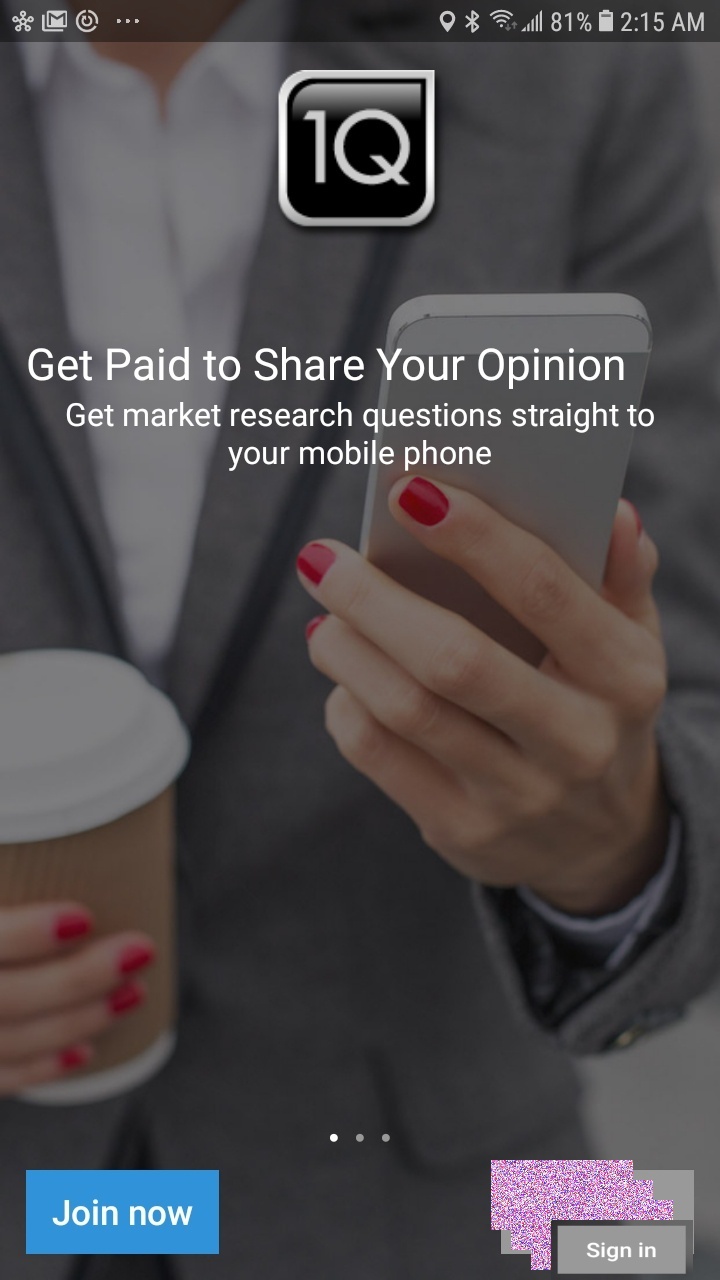 81% 2:15 AM
1Q
Get Paid to Share Your Opinion
Get market research questions straight to
your mobile phone
Join now
Sign in